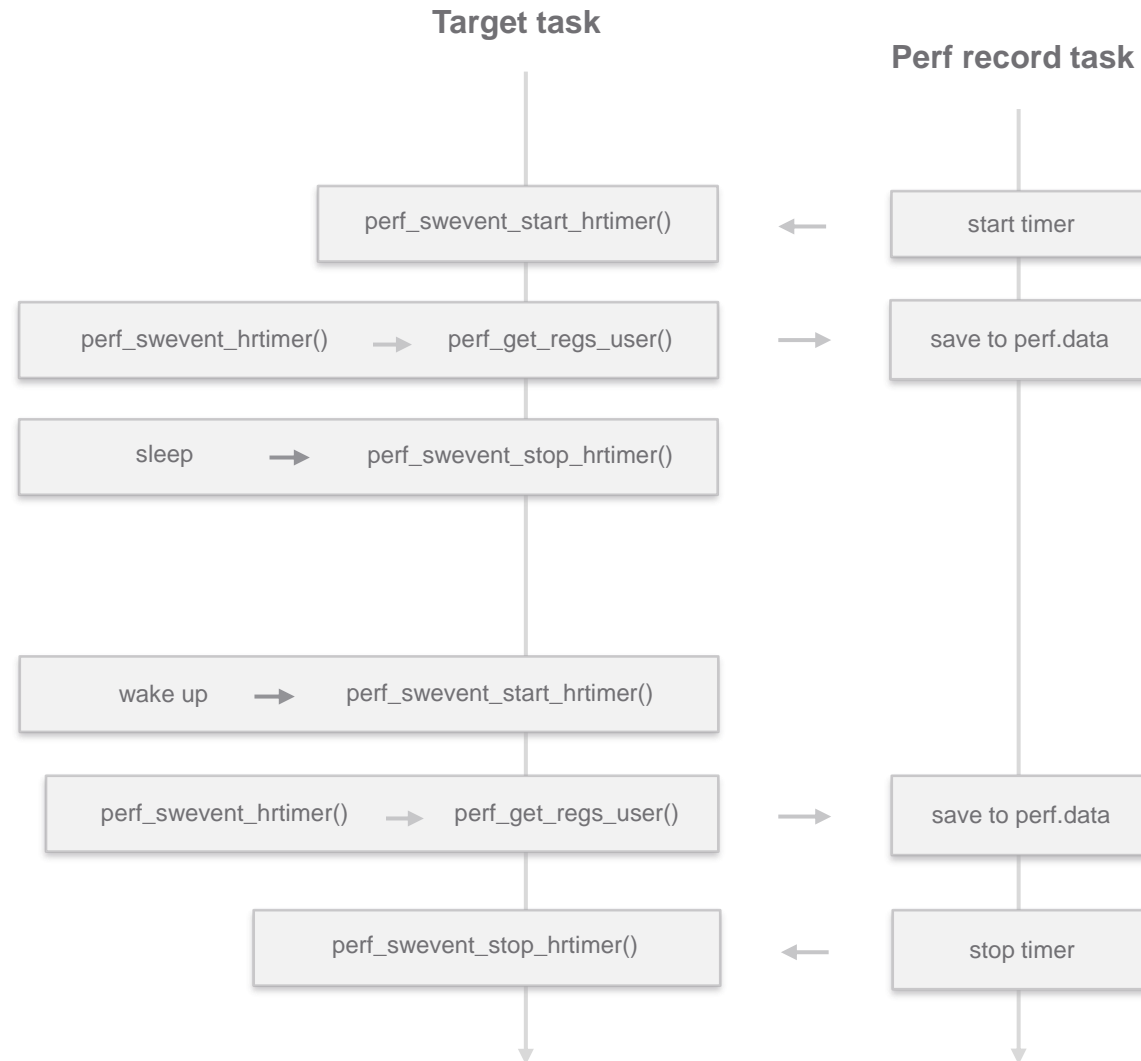 Target task
Perf record task
perf_swevent_start_hrtimer()
start timer
perf_swevent_hrtimer()
perf_get_regs_user()
save to perf.data
sleep
perf_swevent_stop_hrtimer()
wake up
perf_swevent_start_hrtimer()
perf_swevent_hrtimer()
perf_get_regs_user()
save to perf.data
perf_swevent_stop_hrtimer()
stop timer